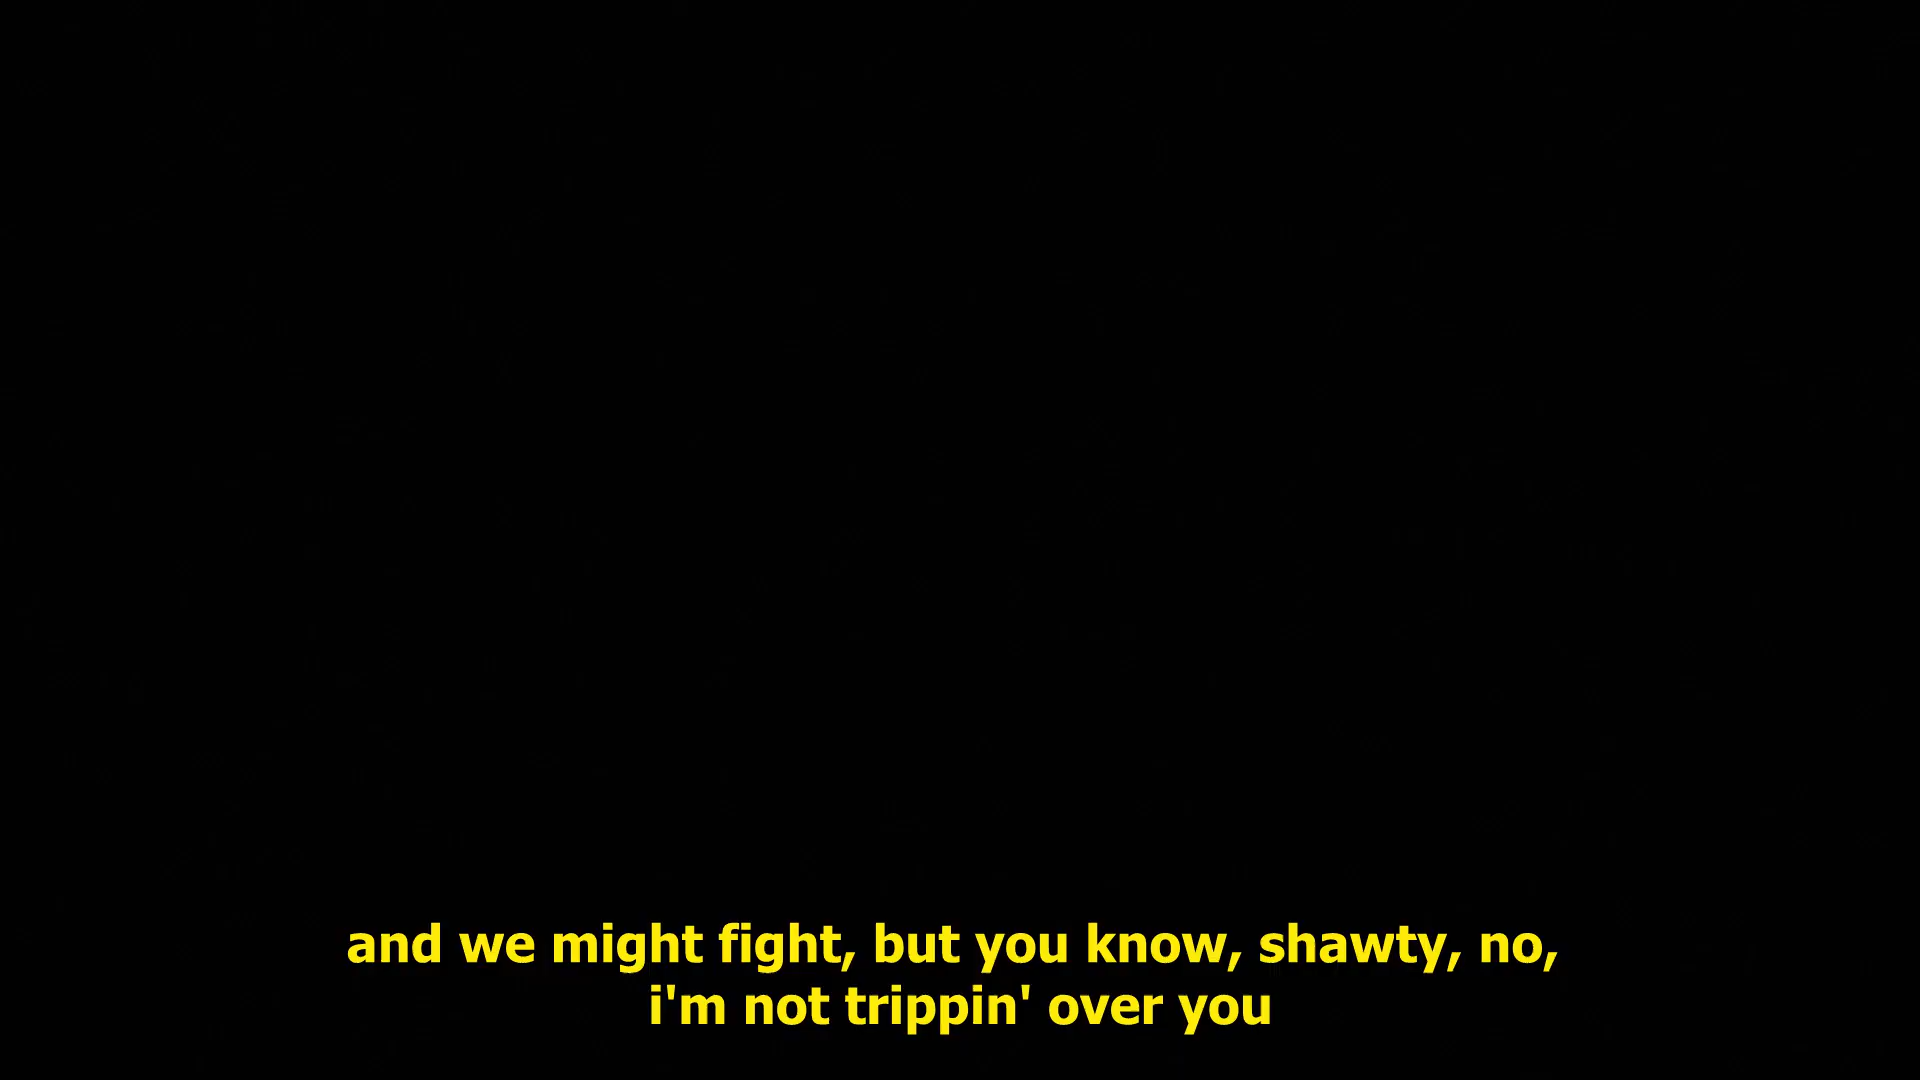 and we might fight, but you know, shawty, no,
i'm not trippin' over you